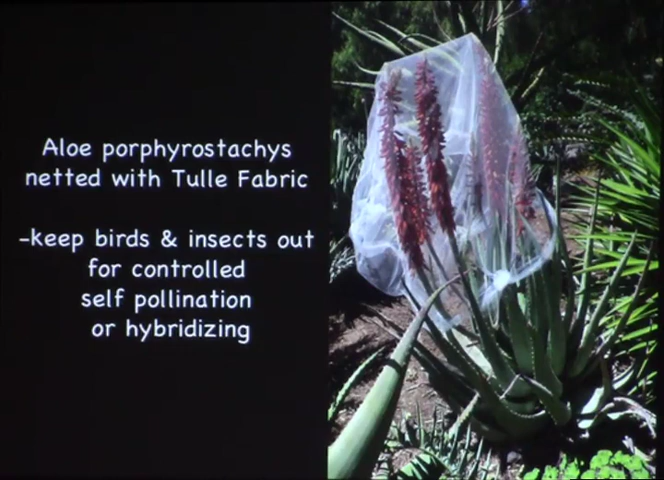 Aloe porphyrostachys
netted with Tulle Fabric
-keep birds & insects out
for controlled
self pollination
or hybridizing